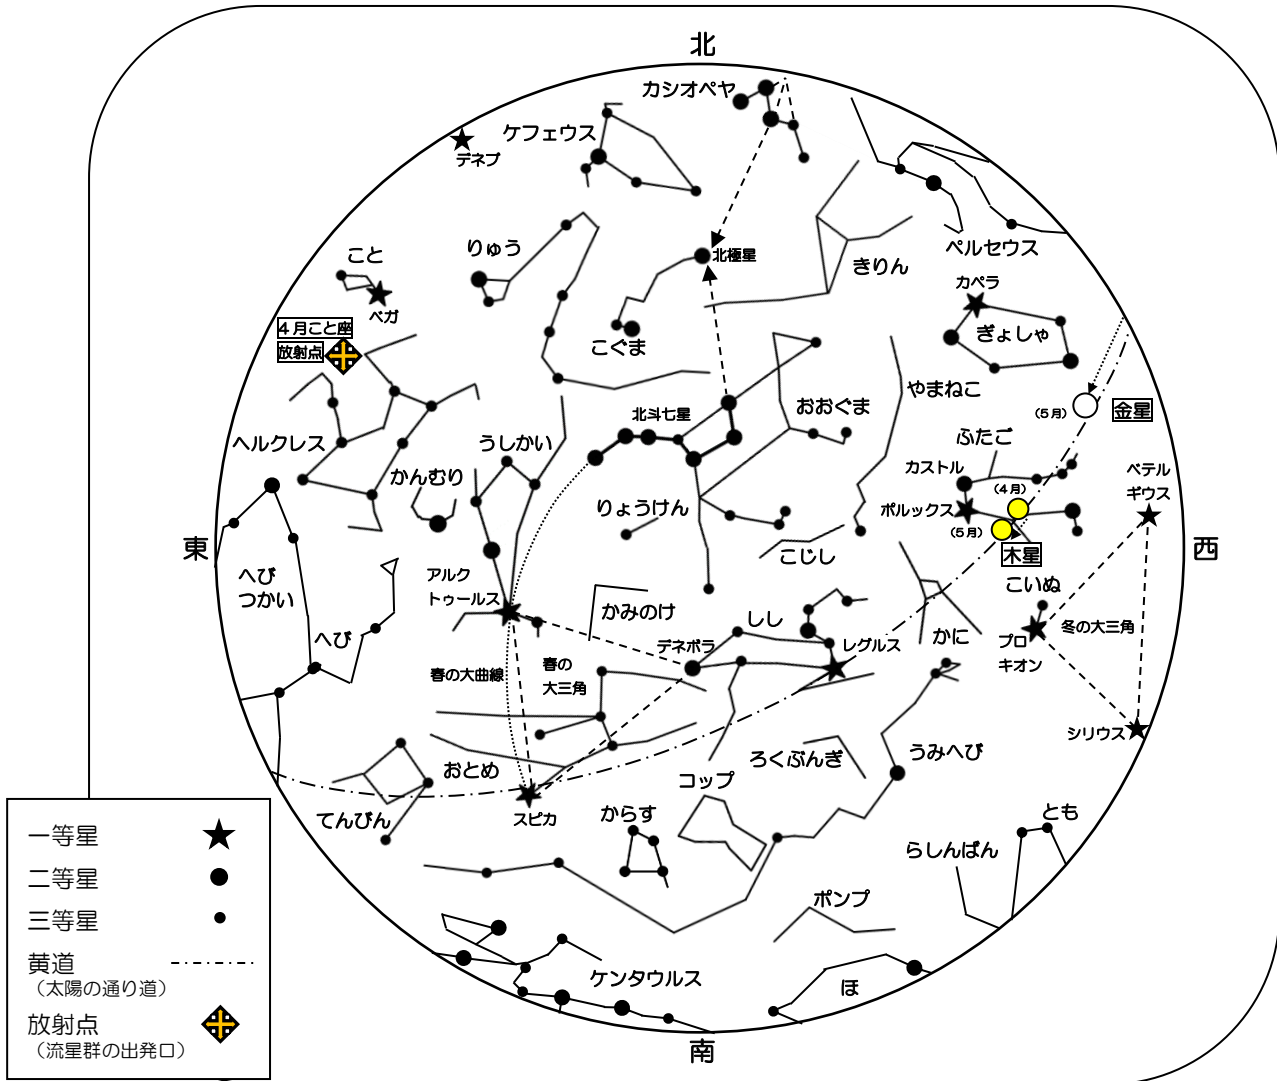 北
カシオペヤ
ケフェウス
デネブ
ペルセウス
こと
りゅう
北極星
きりん
カペラ
ベガ
4月こと座
放射点
ぎょしゃ
こぐま
やまねこ
おおぐま
北斗七星
(5月)
金星
ヘルクレス
うしかい
ふたご
かんむり
カストル
ベテル
ギウス
りょうけん
ポルックス
(4月)
(5月)
木星
東
西
こじし
へび
つかい
アルク
トゥールス
かみのけ
しし
こいぬ
へび
デネボラ
レグルス
かに
プロ
キオン
冬の大三角
春の大曲線
春の
大三角
シリウス
おとめ
ろくぶんぎ
うみへび
コップ
てんびん
スピカ
からす
とも
らしんばん
ポンプ
ケンタウルス
ほ
南
一等星
二等星
三等星
黄道
（太陽の通り道）
放射点
（流星群の出発口）